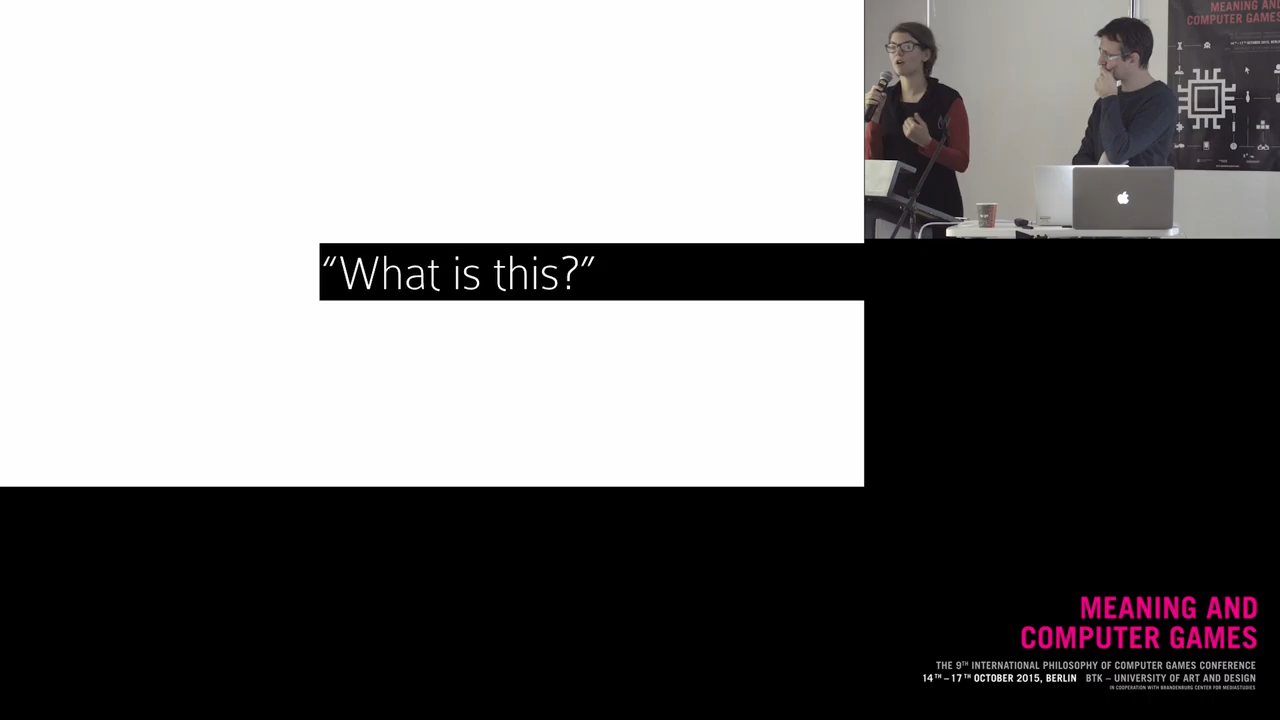 MEANING AND
COMPUTER GAMES
“What is this?”
MEANING AND
COMPUTER GAMES
THE 9TH INTERNATIONAL PHILOSOPHY OF COMPUTER GAMES CONFERENCE
14TH – 17TH OCTOBER 2015, BERLIN BTK – UNIVERSITY OF ART AND DESIGN
IN COOPERATION WITH BRANDENBURG CENTER FOR MEDIASTUDIES